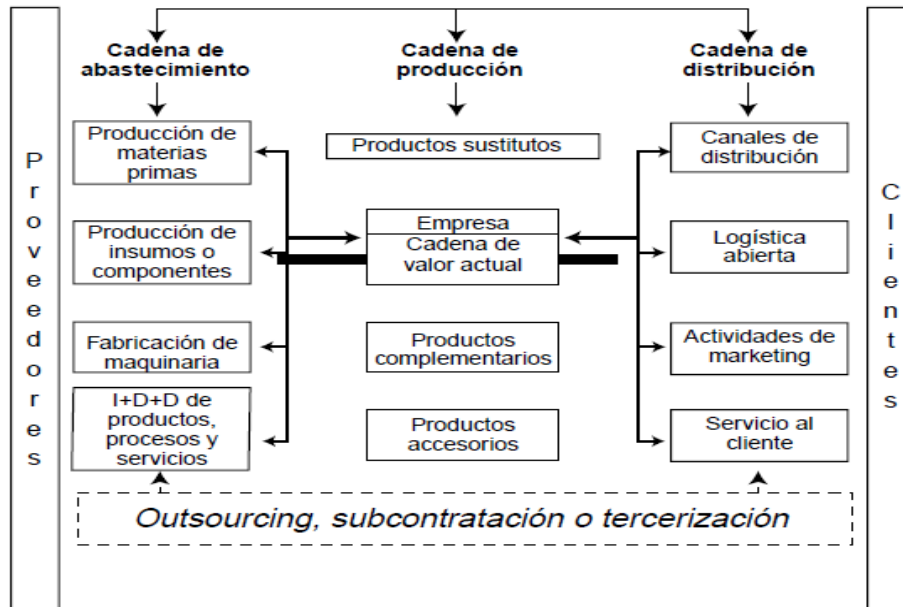 Cadena de
abastecimiento
Cadena de
producción
Cadena de
distribución
Proveedores
Producción de
materias
primas
Producción de
insumos o
componentes
Fabricación de
maquinaria
I+D+D de
productos,
procesos y
servicios
Productos sustitutos
Empresa
Cadena de
valor actual
Productos
complementarios
Productos
accesorios
Canales de
distribución
Logística
abierta
Actividades de
marketing
Servicio al
cliente
Clientes
Outsourcing, subcontratación o tercerización